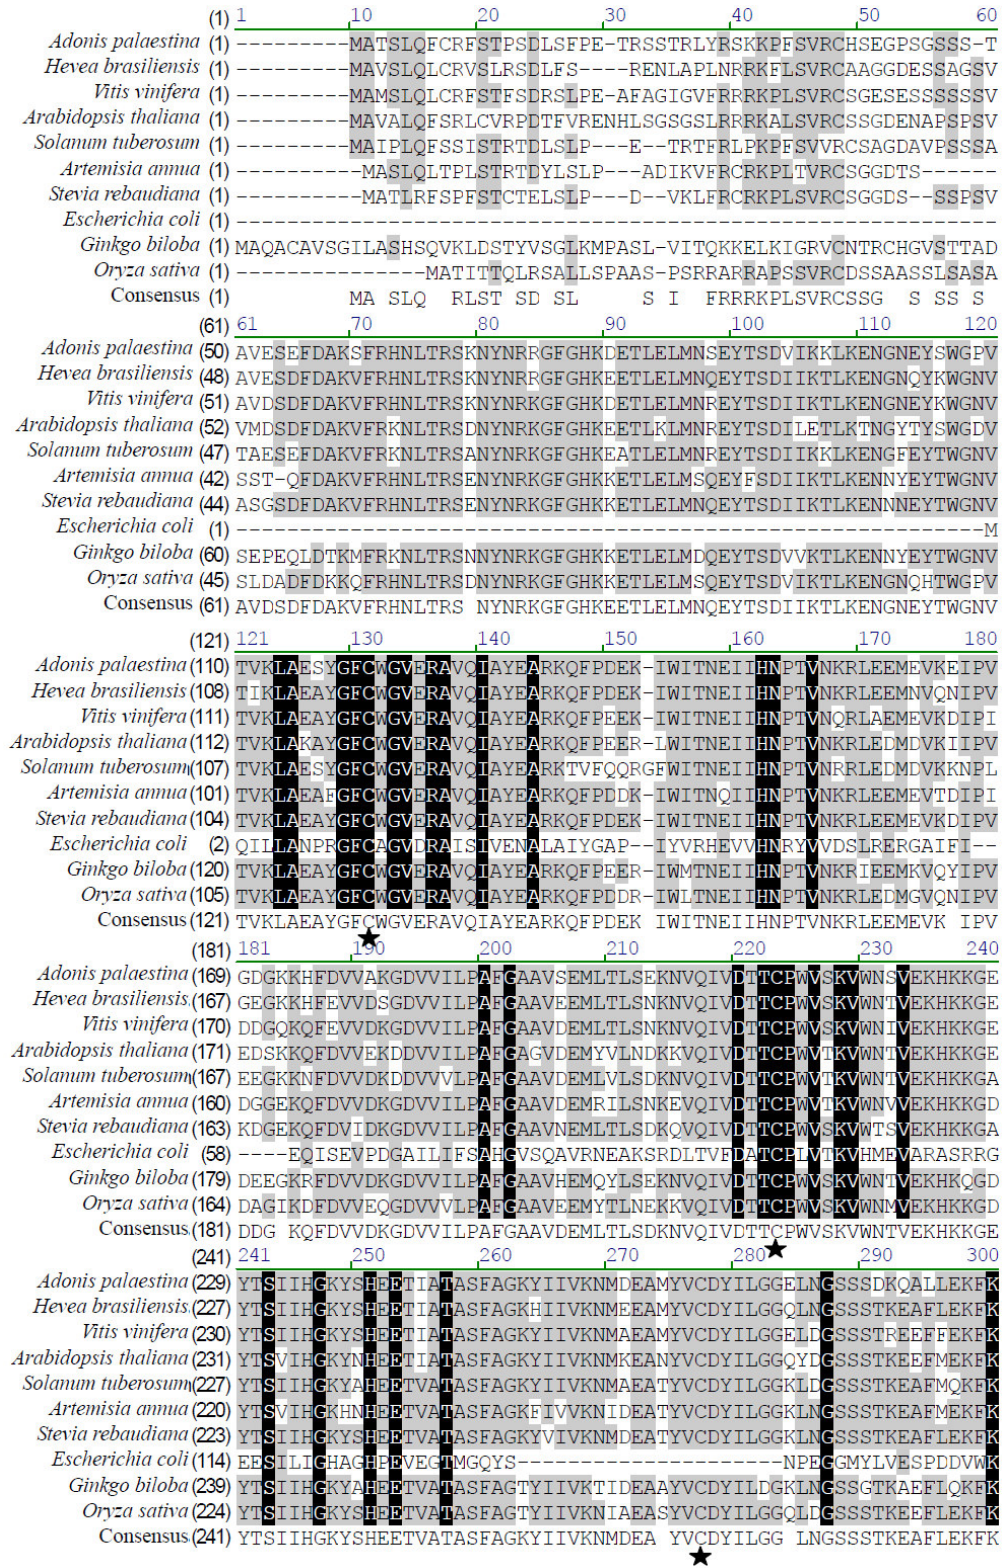 (1) 1 10 20 30 40 50 60
Adonis palaestina (1) ---------MATSLQFCRFSTPSDLSFPE-TRSSTRLYRSKKPFSVRCHSEGPSGSSS-T
Hevea brasiliensis (1) ---------MAVSLQLCRVSLRSDLFS----RENLAPLNRRKFLSVRCAAGGDESSAGSV
Vitis vinifera (1) ---------MAMSLQLCRFSTFSDRSLPE-AFAGIGVFRRRKPLSVRCSGESESSSSSSV
Arabidopsis thaliana (1) ---------MAVALQFSRLCVRPDTFVRENHLSGSGSLRRRKALSVRCSSGDENAPSPSV
Solanum tuberosum (1) ---------MAIPLQFSSISTRTDLSLP---E--TRTFRLPKPFSVVRCSAGDAVPSSSA
Artemisia annua (1) ----------MASLQLTPLSTRTDYLSLP---ADIKVFRCRKPLTVRCSGGDTS------
Stevia rebaudiana (1) ----------MATLRFSPFSTCTELSLP---D--VKLFRCRKPLSVRCSGGDS--SSPSV
Escherichia coli (1) ------------------------------------------------------------
Ginkgo biloba (1) MAQACAVSGILASHSQVKLDSTYVSGLKMPASL-VITQKKELKIGRVCNTRCHGVSTTAD
Oryza sativa (1) ---------------MATITTQLRSALLSPAAS-PSRRARRAPSSVRCDSSAASSLSASA
Consensus (1) MA SLQ RLST SD SL S I FRRRKPLSVRCSSG S SSS S
(61) 61 70 80 90 100 110 120
Adonis palaestina (50) AVESEFDAKSFRHNLTRSKNYNRRGFGHKDETLELMNSEYTSDVIKKLKENGNEYSWGPV
Hevea brasiliensis (48) AVESDFDAKVFRHNLTRSKNYNRRGFGHKEETLELMNQEYTSDIIKTLKENGNQYKWGNV
Vitis vinifera (51) AVDSDFDAKVFRHNLTRSKNYNRKGFGHKDETLELMNREYTSDIIKTLKENGNEYKWGNV
Arabidopsis thaliana (52) VMDSDFDAKVFRKNLTRSDNYNRKGFGHKEETLKLMNREYTSDILETLKTNGYTYSWGDV
Solanum tuberosum (47) TAESEFDAKVFRHNLTRSANYNRKGFGHKEATLELMNREYTSDIIKKLKENGFEYTWGNV
Artemisia annua (42) SST-QFDAKVFRHNLTRSENYNRKGFGHKKETLELMSQEYFSDIIKTLKENNYEYTWGNV
Stevia rebaudiana (44) ASGSDFDAKVFRHNLTRSENYNRKGFGHKKETLELMNQEYTSDIIKTLKENNNEYTWGNV
Escherichia coli (1) -----------------------------------------------------------M
Ginkgo biloba (60) SEPEQLDTKMFRKNLTRSNNYNRKGFGHKKETLELMDQEYTSDVVKTLKENNYEYTWGNV
Oryza sativa (45) SLDADFDKKQFRHNLTRSDNYNRKGFGHKKETLELMSQEYTSDVIKTLKENGNQHTWGPV
Consensus (61) AVDSDFDAKVFRHNLTRS NYNRKGFGHKEETLELMNQEYTSDIIKTLKENGNEYTWGNV
(121) 121 130 140 150 160 170 180
Adonis palaestina (110) TVKLAESYGFCWGVERAVQIAYEARKQFPDEK-IWITNEIIHNPTVNKRLEEMEVKEIPV
Hevea brasiliensis (108) TIKLAEAYGFCWGVERAVQIAYEARKQFPDEK-IWITNEIIHNPTVNKRLEEMNVQNIPV
Vitis vinifera (111) TVKLAEAYGFCWGVERAVQIAYEARKQFPEEK-IWITNEIIHNPTVNQRLAEMEVKDIPI
Arabidopsis thaliana (112) TVKLAKAYGFCWGVERAVQIAYEARKQFPEER-LWITNEIIHNPTVNKRLEDMDVKIIPV
Solanum tuberosum (107) TVKLAESYGFCWGVERAVQIAYEARKTVFQQRGFWITNEIIHNPTVNRRLEDMDVKKNPL
Artemisia annua (101) TVKLAEAFGFCWGVERAVQIAYEARKQFPDDK-IWITNQIIHNPTVNKRLEEMEVTDIPI
Stevia rebaudiana (104) TVKLAEAYGFCWGVERAVQIAYEARKQFPDEK-IWITNEIIHNPTVNKRLEEMEVKDIPV
Escherichia coli (2) QILLANPRGFCAGVDRAISIVENALAIYGAP--IYVRHEVVHNRYVVDSLRERGAIFI--
Ginkgo biloba (120) TVKLAEAYGFCWGVERAVQIAYEARKQFPEER-IWMTNEIIHNPTVNKRIEEMKVQYIPV
Oryza sativa (105) TVKLAEAYGFCWGVERAVQIAYEARKQFPDDR-IWLTNEIIHNPTVNKRLEDMGVQNIPV
Consensus (121) TVKLAEAYGFCWGVERAVQIAYEARKQFPDEK IWITNEIIHNPTVNKRLEEMEVK IPV
(181) 181 190 200 210 220 230 240
Adonis palaestina (169) GDGKKHFDVVAKGDVVILPAFGAAVSEMLTLSEKNVQIVDTTCPWVSKVWNSVEKHKKGE
Hevea brasiliensis (167) GEGKKHFEVVDSGDVVILPAFGAAVEEMLTLSNKNVQIVDTTCPWVSKVWNTVEKHKKGE
Vitis vinifera (170) DDGQKQFEVVDKGDVVILPAFGAAVDEMLTLSNKNVQIVDTTCPWVSKVWNIVEKHKKGE
Arabidopsis thaliana (171) EDSKKQFDVVEKDDVVILPAFGAGVDEMYVLNDKKVQIVDTTCPWVTKVWNTVEKHKKGE
Solanum tuberosum (167) EEGKKNFDVVDKDDVVVLPAFGAAVDEMLVLSDKNVQIVDTTCPWVTKVWNTVEKHKKGA
Artemisia annua (160) DGGEKQFDVVDKGDVVILPAFGAAVDEMRILSNKEVQIVDTTCPWVTKVWNVVEKHKKGD
Stevia rebaudiana (163) KDGEKQFDVIDKGDVVILPAFGAAVNEMLTLSDKQVQIVDTTCPWVTKVWTSVEKHKKGA
Escherichia coli (58) ----EQISEVPDGAILIFSAHGVSQAVRNEAKSRDLTVFDATCPLVTKVHMEVARASRRG
Ginkgo biloba (179) DEEGKRFDVVDKGDVVILPAFGAAVHEMQYLSEKNVQIVDTTCPWVSKVWNTVEKHKQGD
Oryza sativa (164) DAGIKDFDVVEQGDVVVLPAFGAAVEEMYTLNEKKVQIVDTTCPWVSKVWNMVEKHKKGD
Consensus (181) DDG KQFDVVDKGDVVILPAFGAAVDEMLTLSDKNVQIVDTTCPWVSKVWNTVEKHKKGE
(241) 241 250 260 270 280 290 300
Adonis palaestina (229) YTSIIHGKYSHEETIATASFAGKYIIVKNMDEAMYVCDYILGGELNGSSSDKQALLEKFK
Hevea brasiliensis (227) YTSIIHGKYSHEETIATASFAGKHIIVKNMEEAMYVCDYILGGQLNGSSSTKEAFLEKFK
Vitis vinifera (230) YTSIIHGKYSHEETIATASFAGKYIIVKNMAEAMYVCDYILGGELDGSSSTREEFFEKFK
Arabidopsis thaliana (231) YTSVIHGKYNHEETIATASFAGKYIIVKNMKEANYVCDYILGGQYDGSSSTKEEFMEKFK
Solanum tuberosum (227) YTSIIHGKYAHEETVATASFAGKYIIVKNMAEATYVCDYILGGKLDGSSSTKEAFMQKFK
Artemisia annua (220) YTSVIHGKHNHEETVATASFAGKFLVVKNIDEATYVCDYILGGKLNGSSSTKEAFMEKFK
Stevia rebaudiana (223) YTSIIHGKYSHEETVATASFAGKYVIVKNMDEATYVCDYILGGKLNGSSSTKEAFMEKFK
Escherichia coli (114) EESILIGHAGHPEVEGTMGQYS---------------------NPEGGMYLVESPDDVWK
Ginkgo biloba (239) YTSIIHGKYAHEETVATASFAGTYIIVKTIDEAAYVCDYILDGKLNGSSGTKAEFLQKFK
Oryza sativa (224) YTSIIHGKYSHEETVATASFAGTYIIVKNIAEASYVCDYILGGQLDGSSSTKEEFLEKFK
Consensus (241) YTSIIHGKYSHEETVATASFAGKYIIVKNMDEA YVCDYILGG LNGSSSTKEAFLEKFK